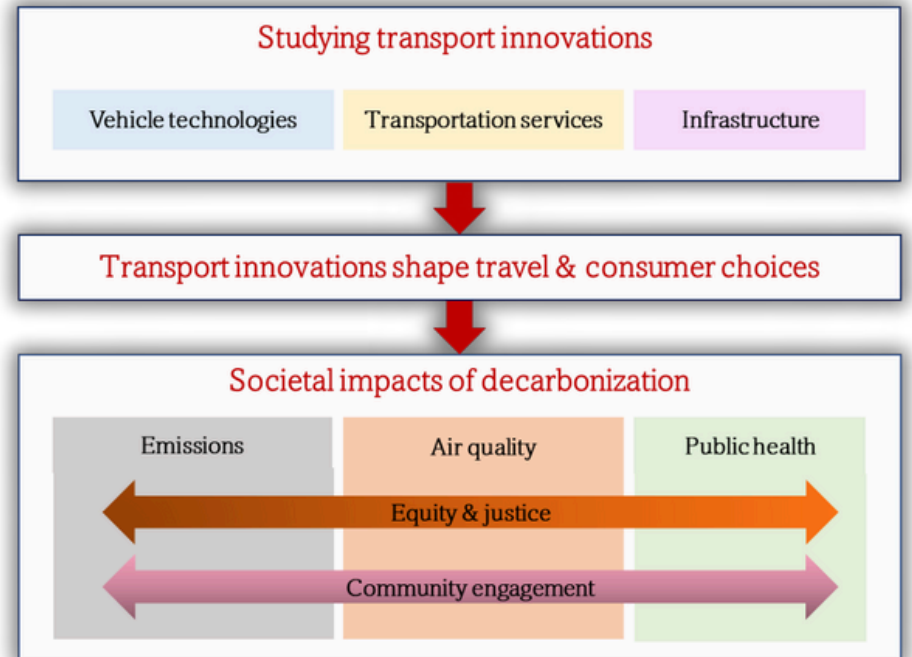 Studying transport innovations
Vehicle technologies
Transportation services
Infrastructure
Transport innovations shape travel & consumer choices
Societal impacts of decarbonization
Emissions
Air quality
Public health
Equity & justice
Community engagement